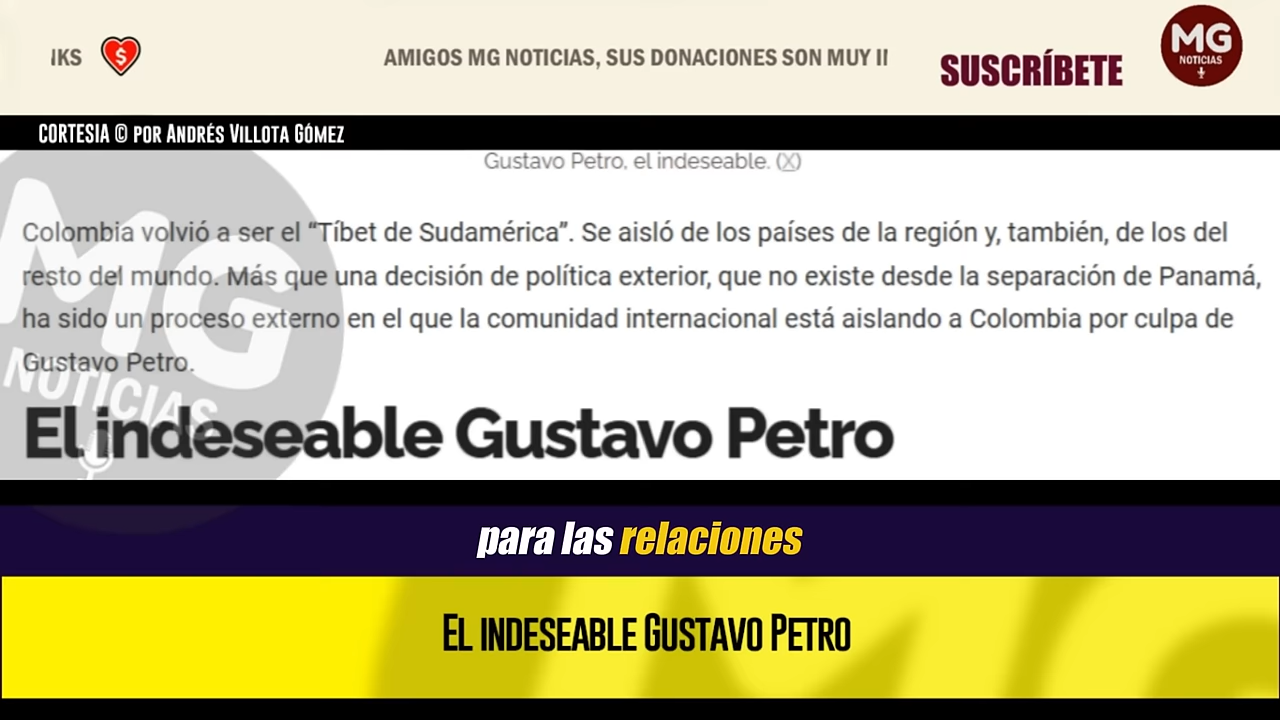 IKS
AMIGOS MG NOTICIAS, SUS DONACIONES SON MUY II
SUSCRÍBETE
MG
NOTICIAS
CORTESIA © POR ANDRÉS VILLOTA GÓMEZ
Gustavo Petro, el indeseable. (X)
Colombia volvió a ser el “Tíbet de Sudamérica”. Se aisló de los países de la región y, también, de los del
resto del mundo. Más que una decisión de política exterior, que no existe desde la separación de Panamá,
ha sido un proceso externo en el que la comunidad internacional está aislando a Colombia por culpa de
Gustavo Petro.
MG
NOTICIAS
El indeseable Gustavo Petro
para las relaciones
EL INDESEABLE GUSTAVO PETRO